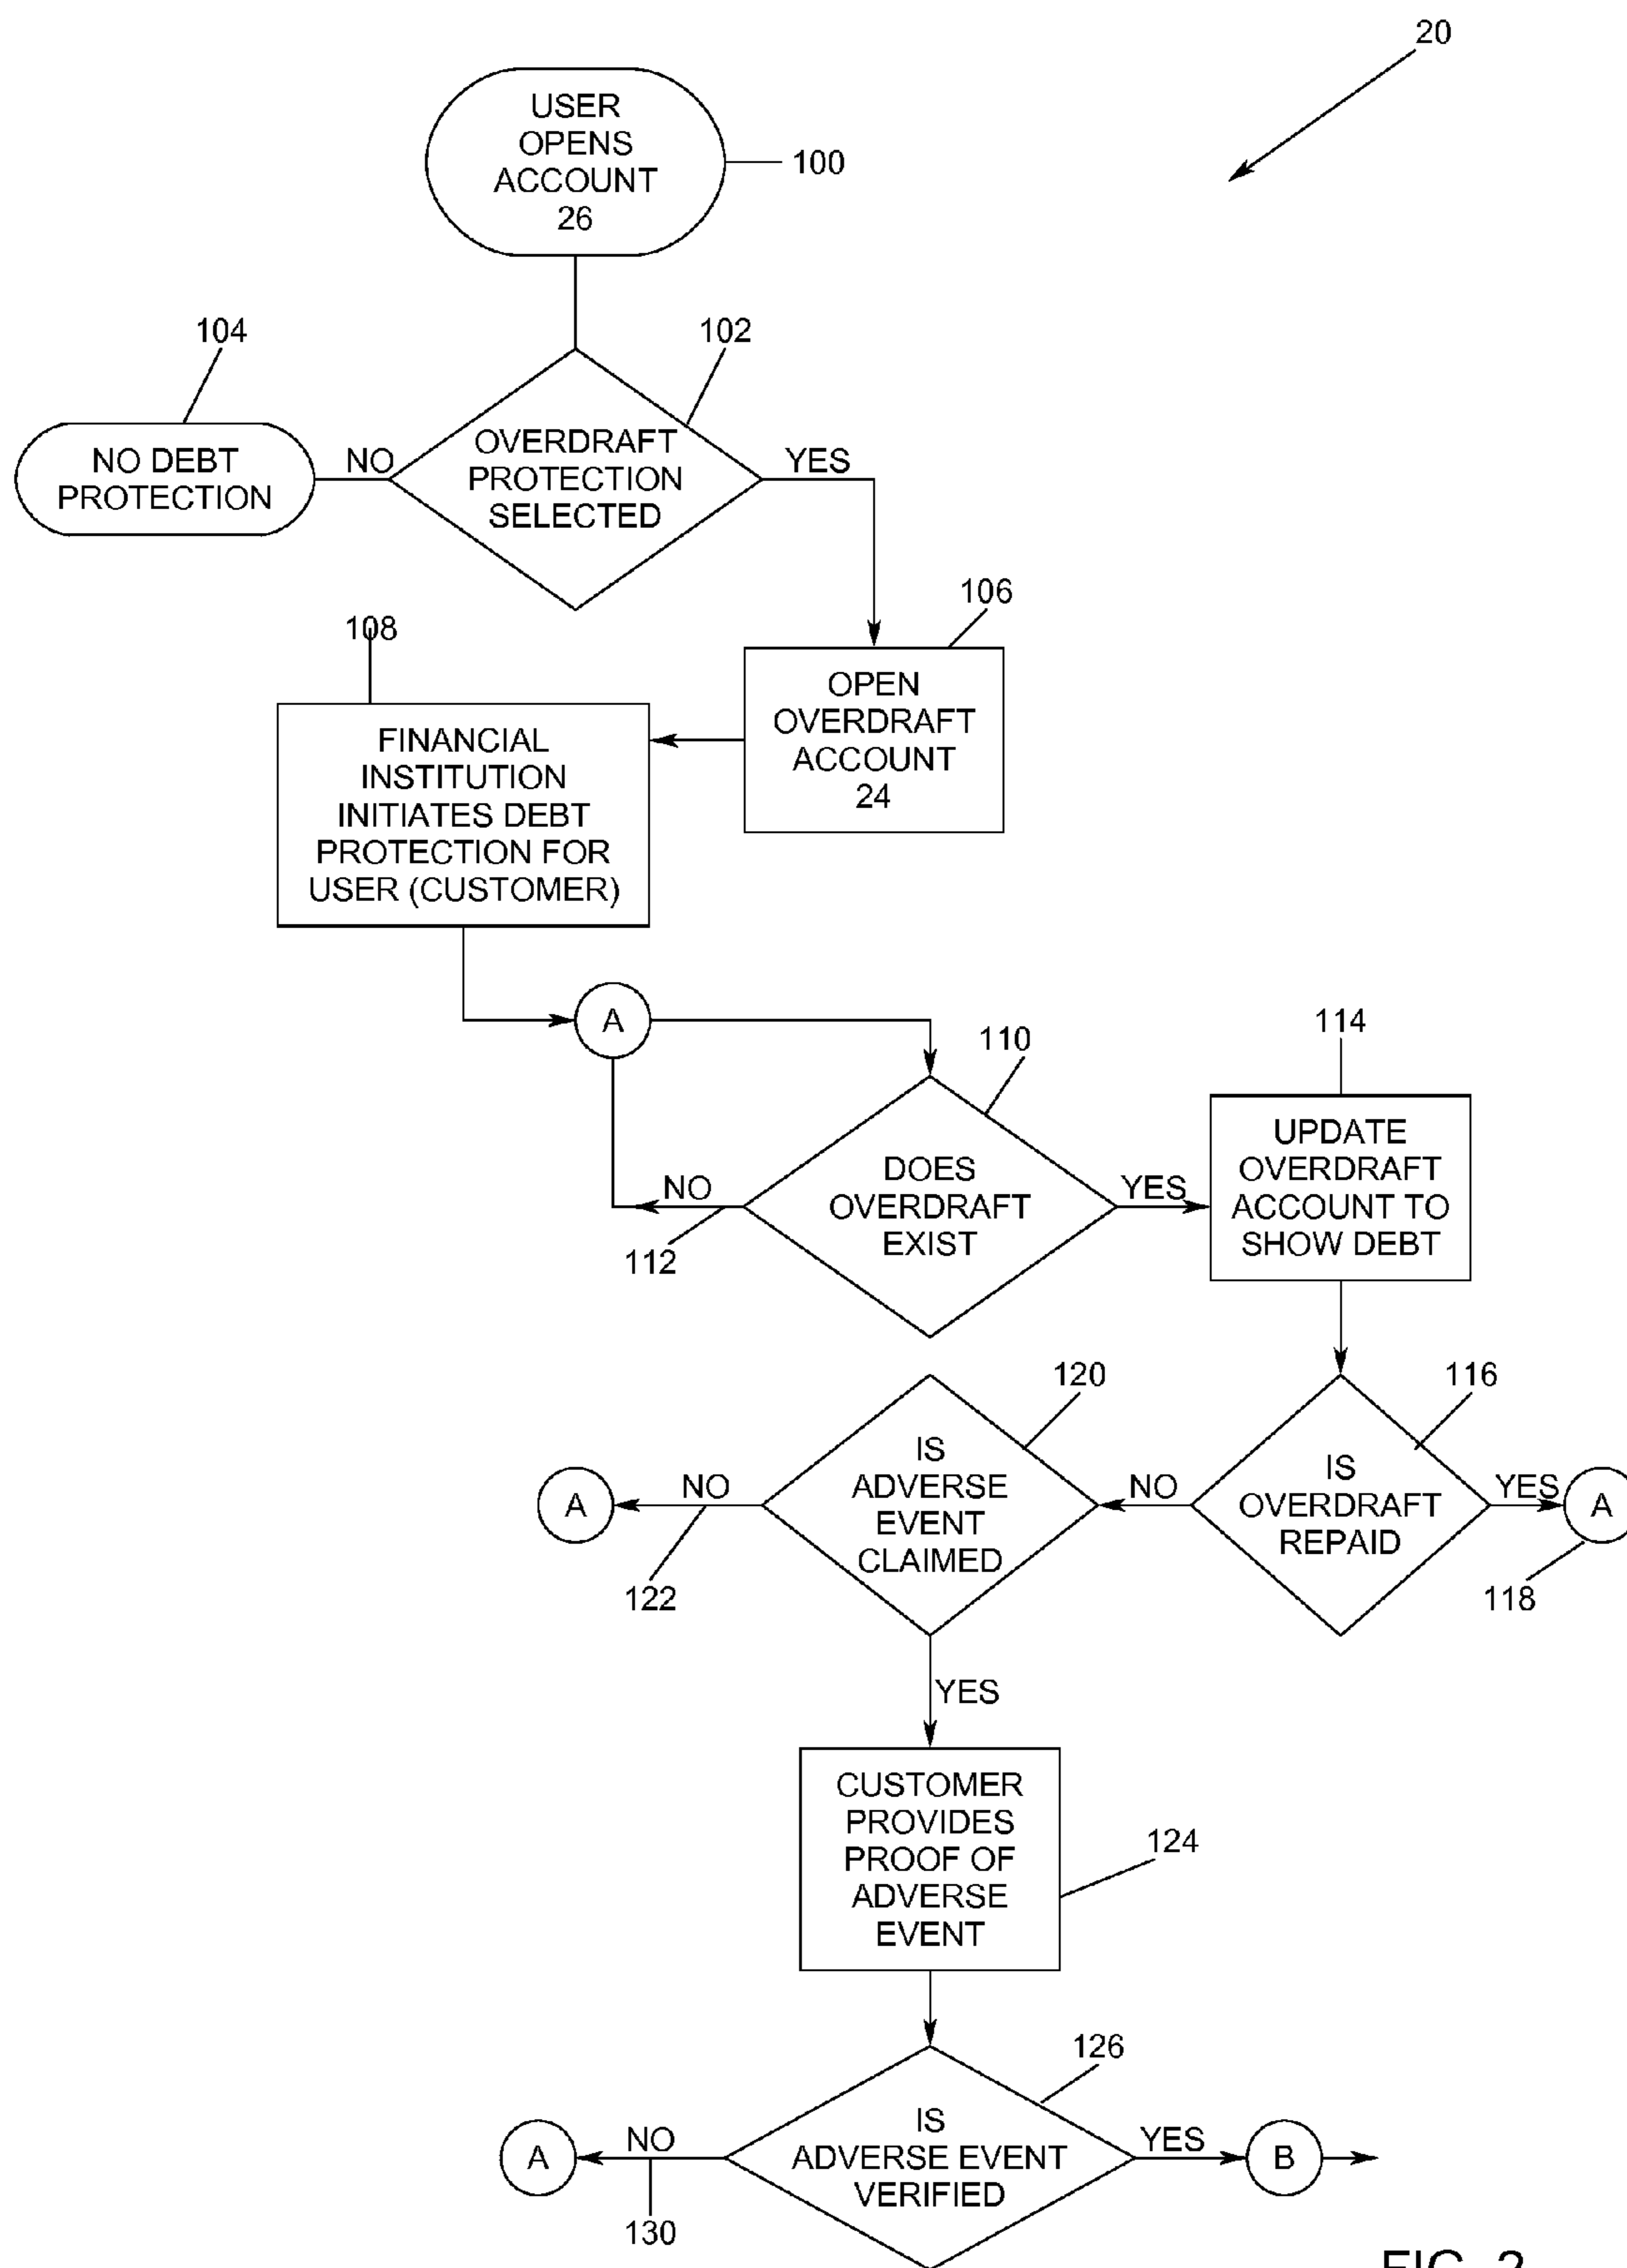 20
USER
OPENS
ACCOUNT
26
100
104
102
NO DEBT
PROTECTION
NO
OVERDRAFT
PROTECTION
SELECTED
YES
106
108
OPEN
OVERDRAFT
ACCOUNT
24
FINANCIAL
INSTITUTION
INITIATES DEBT
PROTECTION FOR
USER (CUSTOMER)
A
110
114
DOES
OVERDRAFT
EXIST
NO
112
YES
UPDATE
OVERDRAFT
ACCOUNT TO
SHOW DEBT
120
116
A
NO
122
IS
ADVERSE
EVENT
CLAIMED
NO
IS
OVERDRAFT
REPAID
YES
A
118
YES
CUSTOMER
PROVIDES
PROOF OF
ADVERSE
EVENT
124
126
A
NO
130
IS
ADVERSE EVENT
VERIFIED
YES
B
FIG. 2